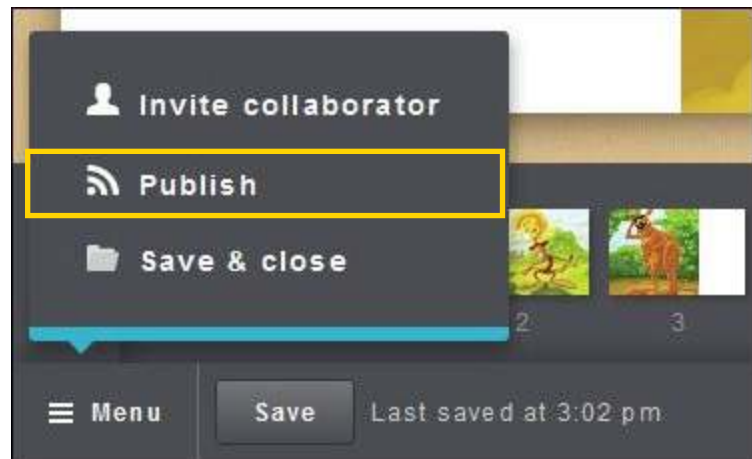 Invite collaborator
Publish
Save & close
2 3
Menu Save Last saved at 3:02 pm